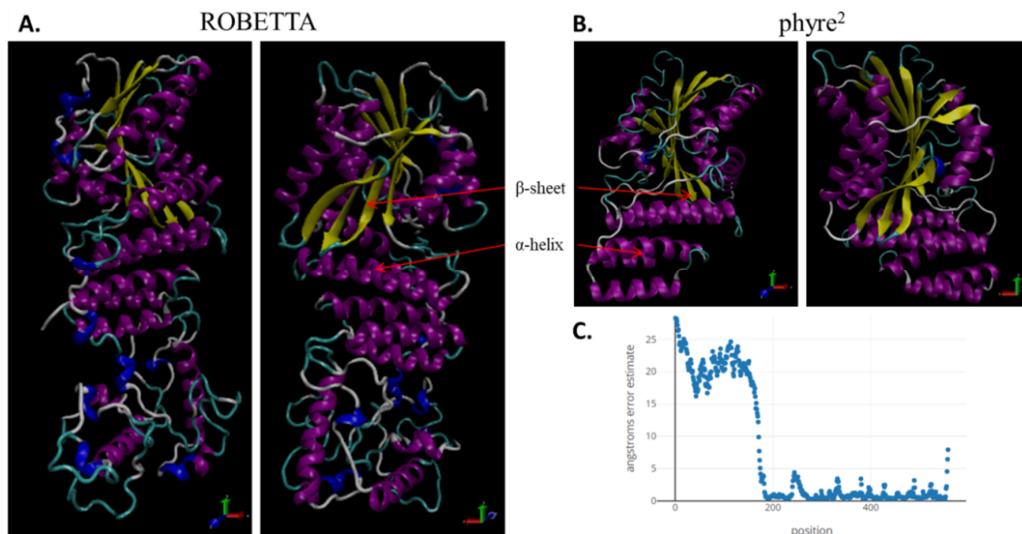 A.
ROBETTA
B.
phyre2
β-sheet
α-helix
C.
angstroms error estimate
25
20
15
10
5
0
0
200
400
position